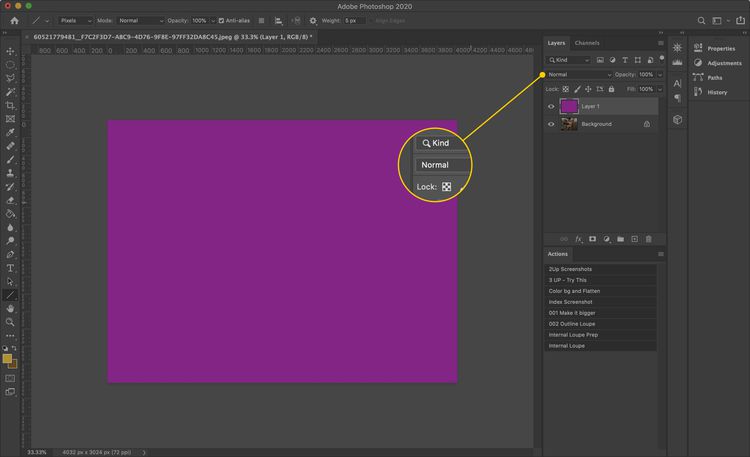 Adobe Photoshop 2020
Pixels Mode: Normal Opacity: 100% Anti-alias Weight: 5 px Align Edges
× 60521779481__F7C2F3D7-A8C9-4D76-9F8E-97FF32DA8C45.jpeg @ 33.3% (Layer 1, RGB/8) *
800 600 400 200 0 200 400 600 800 1000 1200 1400 1600 1800 2000 2200 2400 2600 2800 3000 3200 3400 3600 3800 4000 4200 4400 4600 4800
Layers Channels
Kind
Normal Opacity: 100%
Lock: Fill: 100%
Layer 1
Background
Properties
Adjustments
Paths
History
Kind
Normal
Lock:
fx
Actions
2Up Screenshots
3 UP - Try This
Color bg and Flatten
Index Screenshot
001 Make it bigger
002 Outline Loupe
Internal Loupe Prep
Internal Loupe
33.33% 4032 px x 3024 px (72 ppi)